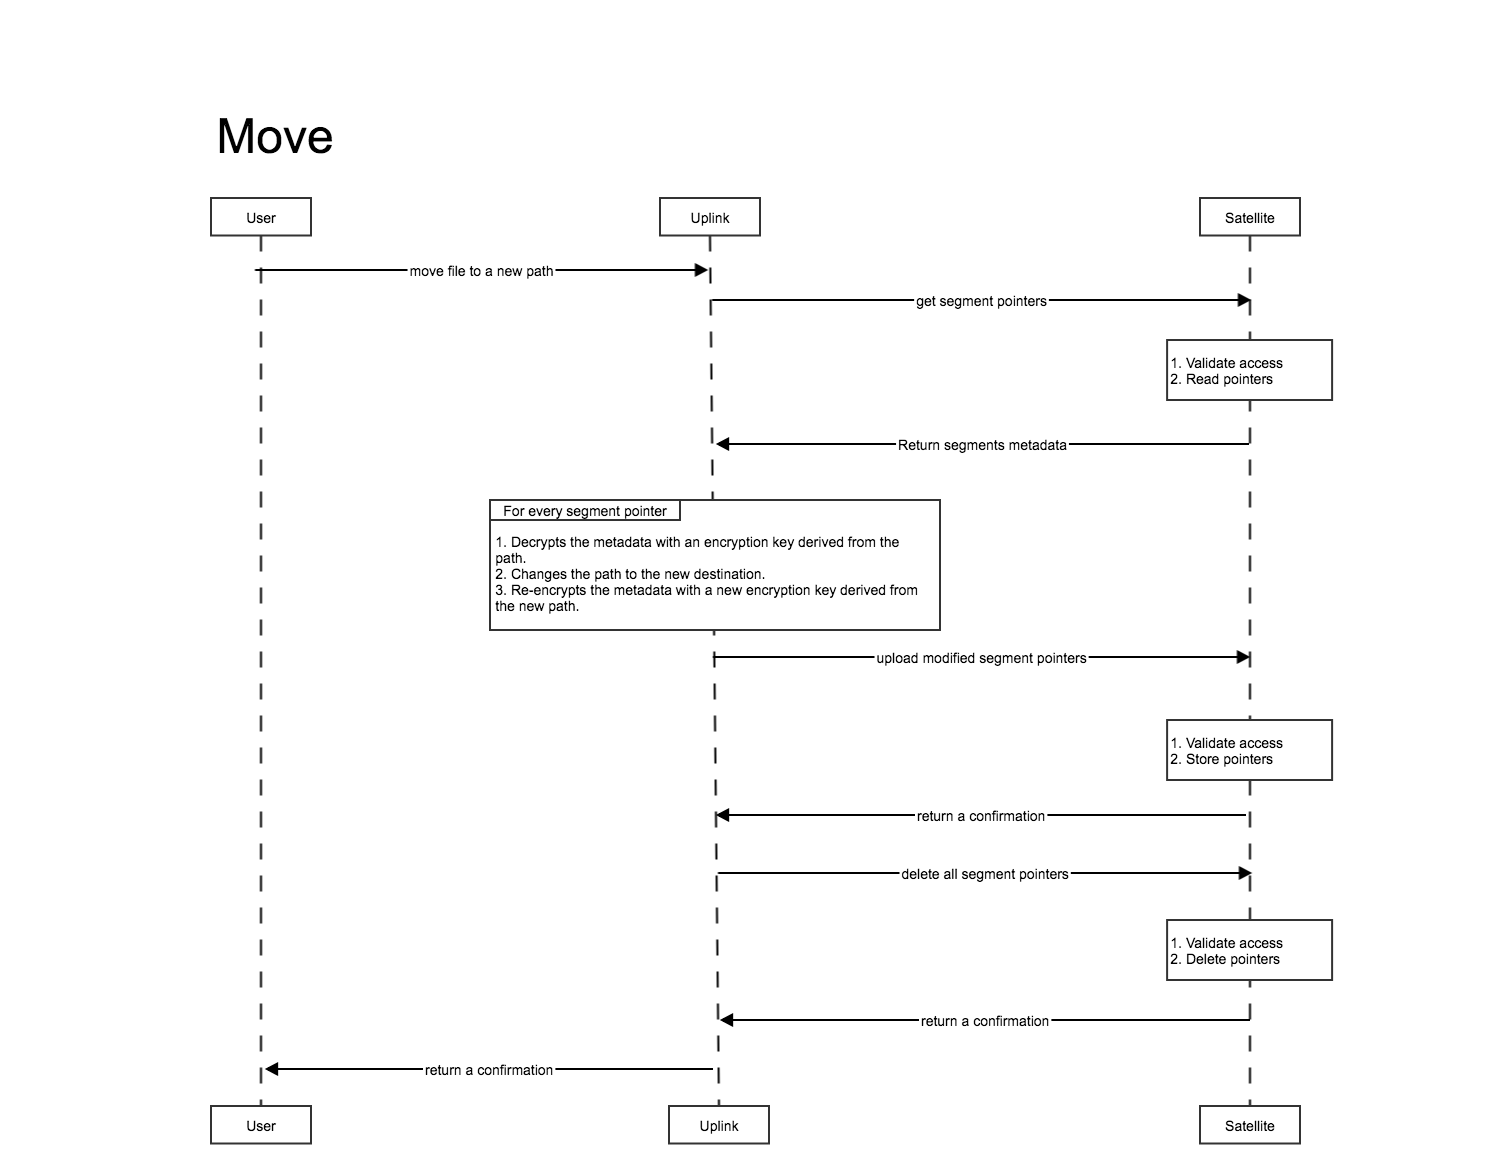 Move
User
Uplink
Satellite
move file to a new path
get segment pointers
1. Validate access
2. Read pointers
Return segments metadata
For every segment pointer
1. Decrypts the metadata with an encryption key derived from the
path.
2. Changes the path to the new destination.
3. Re-encrypts the metadata with a new encryption key derived from
the new path.
upload modified segment pointers
1. Validate access
2. Store pointers
return a confirmation
delete all segment pointers
1. Validate access
2. Delete pointers
return a confirmation
return a confirmation
User
Uplink
Satellite